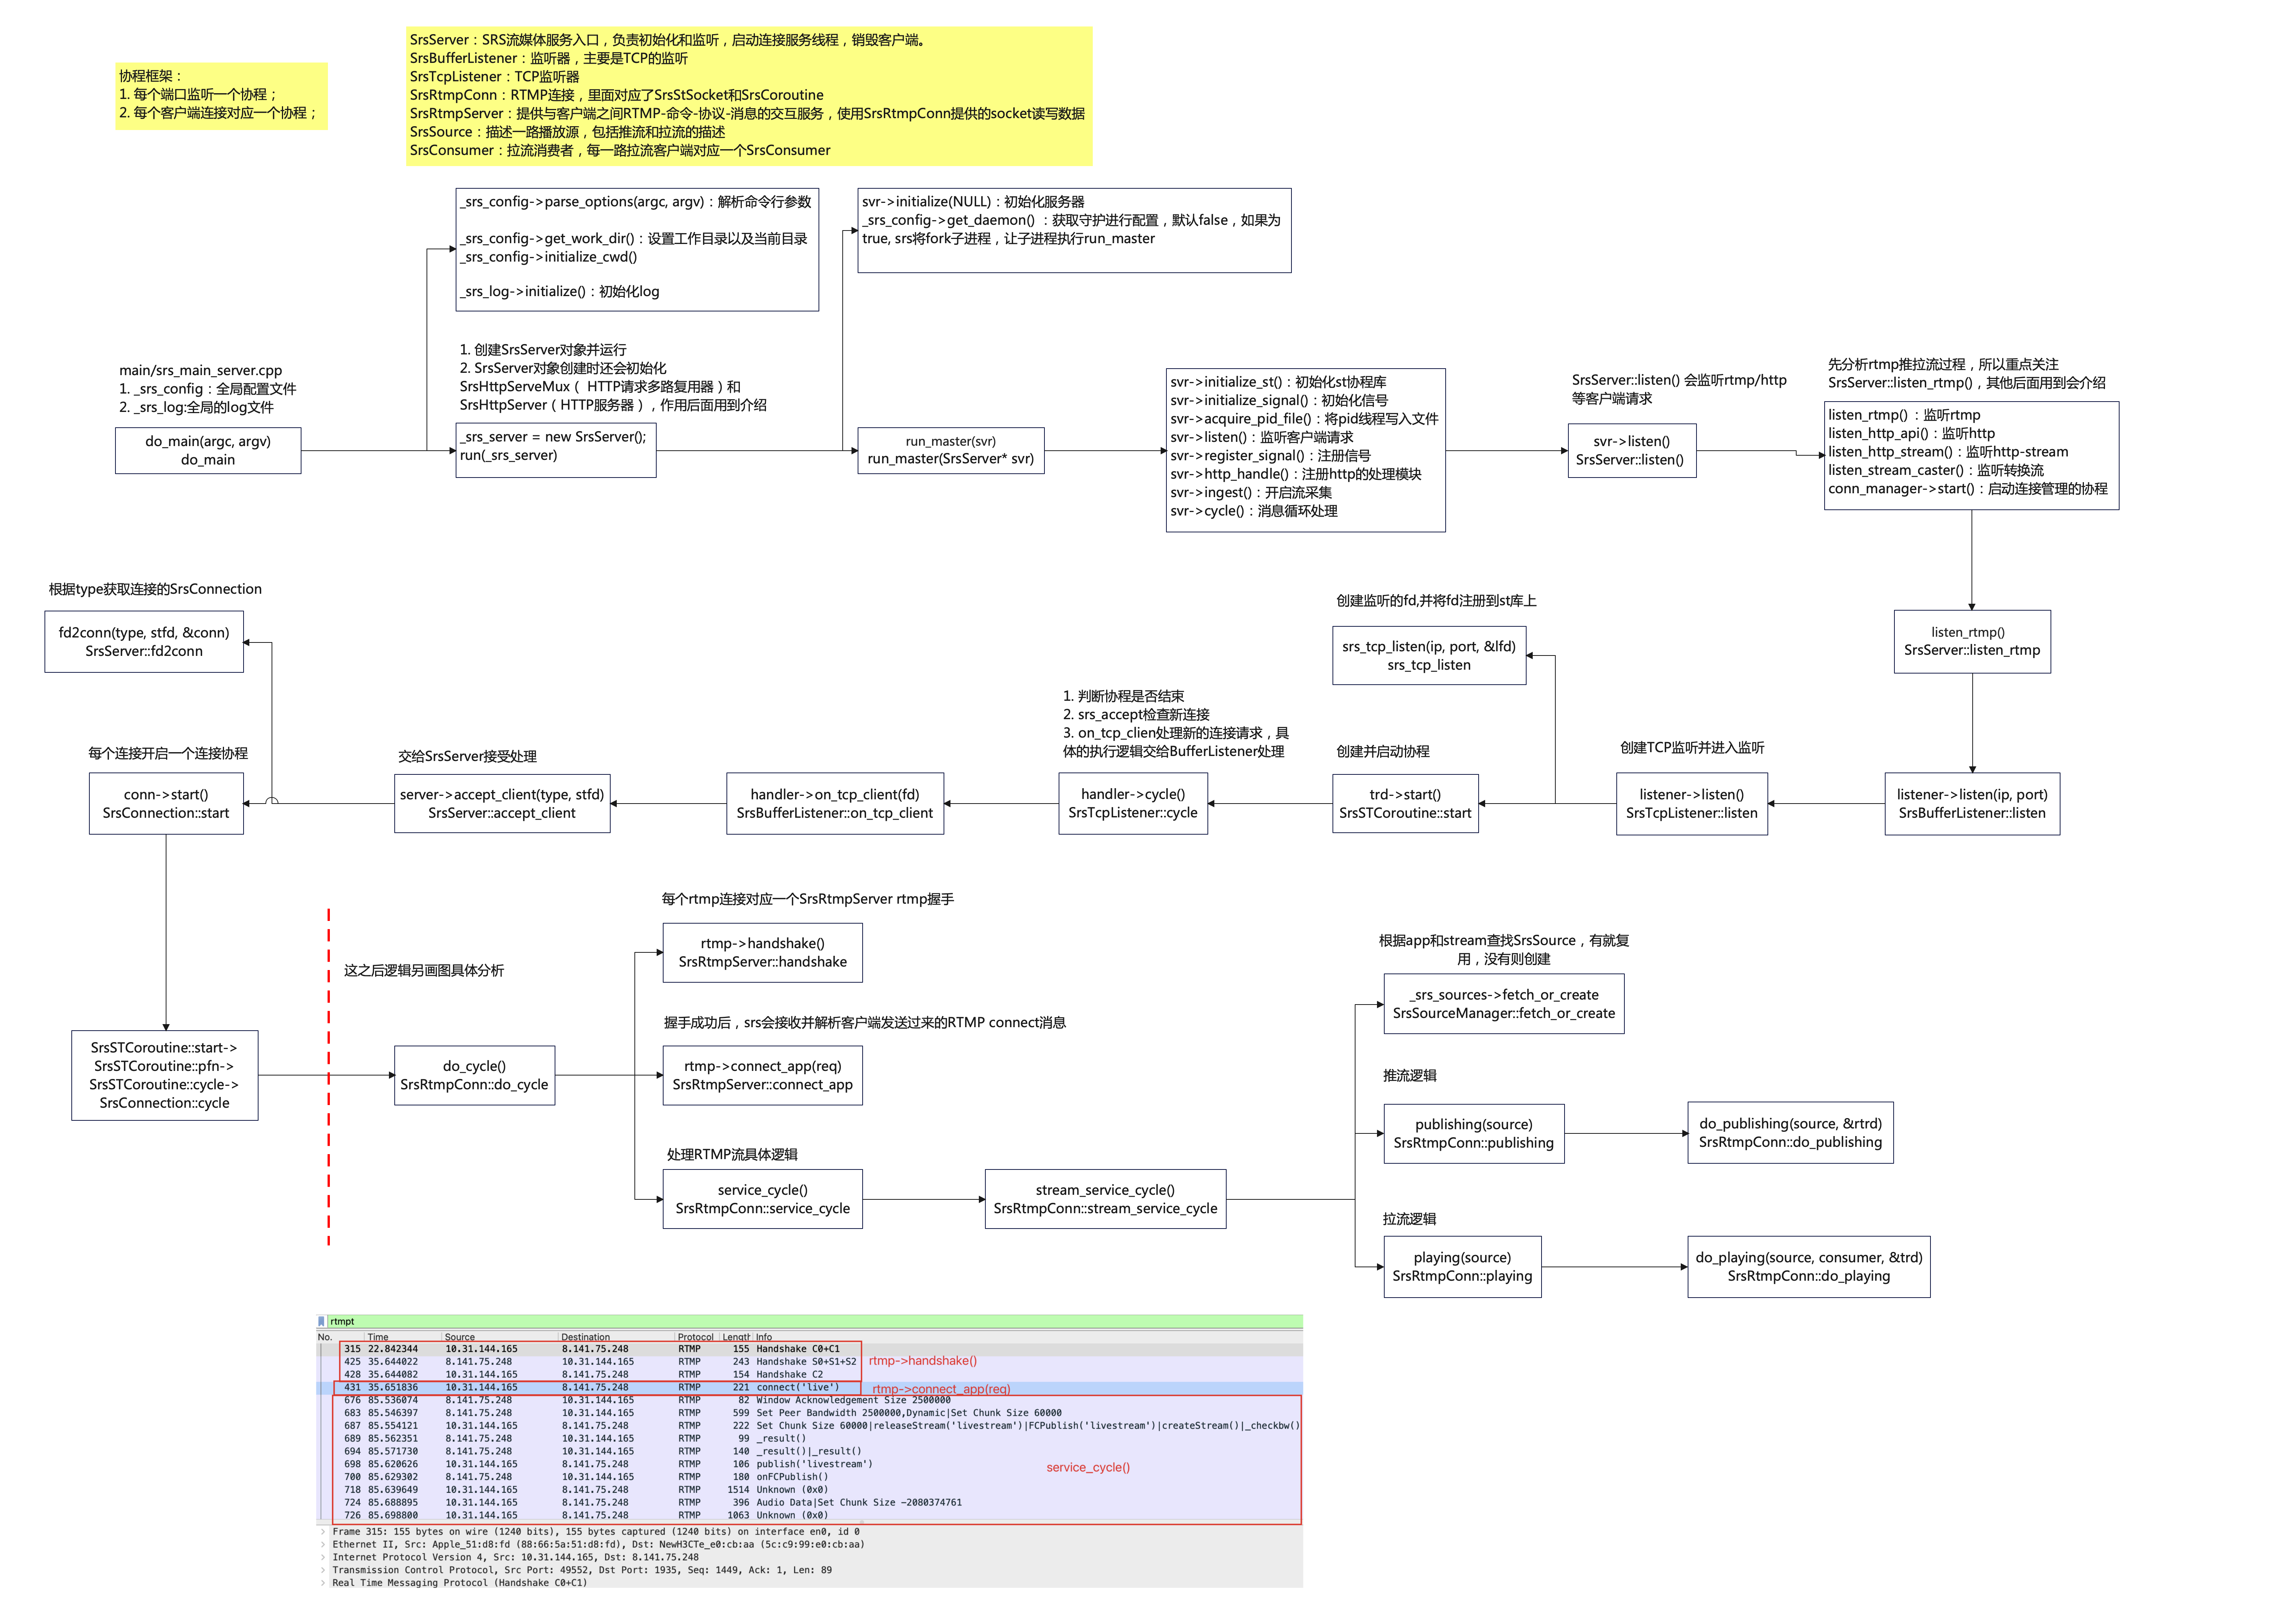 协程框架：
1. 每个端口监听一个协程；
2. 每个客户端连接对应一个协程；
SrsServer：SRS流媒体服务入口，负责初始化和监听，启动连接服务线程，销毁客户端。
SrsBufferListener：监听器，主要是TCP的监听
SrsTcpListener：TCP监听器
SrsRtmpConn：RTMP连接，里面对应了SrsStSocket和SrsCoroutine
SrsRtmpServer：提供与客户端之间RTMP-命令-协议-消息的交互服务，使用SrsRtmpConn提供的socket读写数据
SrsSource：描述一路播放源，包括推流和拉流的描述
SrsConsumer：拉流消费者，每一路拉流客户端对应一个SrsConsumer
_srs_config->parse_options(argc, argv)：解析命令行参数
_srs_config->get_work_dir()：设置工作目录以及当前目录
_srs_config->initialize_cwd()
_srs_log->initialize()：初始化log
svr->initialize(NULL)：初始化服务器
_srs_config->get_daemon() ：获取守护进行配置，默认false，如果为
true, srs将fork子进程，让子进程执行run_master
main/srs_main_server.cpp
1. _srs_config：全局配置文件
2. _srs_log:全局的log文件
do_main(argc, argv)
do_main
1. 创建SrsServer对象并运行
2. SrsServer对象创建时还会初始化
SrsHttpServeMux（ HTTP请求多路复用器）和
SrsHttpServer（HTTP服务器），作用后面用到介绍
_srs_server = new SrsServer();
run(_srs_server)
run_master(svr)
run_master(SrsServer* svr)
svr->initialize_st()：初始化st协程库
svr->initialize_signal()：初始化信号
svr->acquire_pid_file()：将pid线程写入文件
svr->listen()：监听客户端请求
svr->register_signal()：注册信号
svr->http_handle()：注册http的处理模块
svr->ingest()：开启流采集
svr->cycle()：消息循环处理
SrsServer::listen() 会监听rtmp/http
等客户端请求
svr->listen()
SrsServer::listen()
先分析rtmp推拉流过程，所以重点关注
SrsServer::listen_rtmp()，其他后面用到会介绍
listen_rtmp() ：监听rtmp
listen_http_api()：监听http
listen_http_stream()：监听http-stream
listen_stream_caster()：监听转换流
conn_manager->start()：启动连接管理的协程
根据type获取连接的SrsConnection
fd2conn(type, stfd, &conn)
SrsServer::fd2conn
创建监听的fd,并将fd注册到st库上
srs_tcp_listen(ip, port, &lfd)
srs_tcp_listen
listen_rtmp()
SrsServer::listen_rtmp
每个连接开启一个连接协程
conn->start()
SrsConnection::start
交给SrsServer接受处理
server->accept_client(type, stfd)
SrsServer::accept_client
handler->on_tcp_client(fd)
SrsBufferListener::on_tcp_client
1. 判断协程是否结束
2. srs_accept检查新连接
3. on_tcp_clien处理新的连接请求，具
体的执行逻辑交给BufferListener处理
handler->cycle()
SrsTcpListener::cycle
创建并启动协程
trd->start()
SrsSTCoroutine::start
创建TCP监听并进入监听
listener->listen()
SrsTcpListener::listen
listener->listen(ip, port)
SrsBufferListener::listen
SrsSTCoroutine::start->
SrsSTCoroutine::pfn->
SrsSTCoroutine::cycle->
SrsConnection::cycle
这之后逻辑另画图具体分析
do_cycle()
SrsRtmpConn::do_cycle
每个rtmp连接对应一个SrsRtmpServer rtmp握手
rtmp->handshake()
SrsRtmpServer::handshake
握手成功后，srs会接收并解析客户端发送过来的RTMP connect消息
rtmp->connect_app(req)
SrsRtmpServer::connect_app
处理RTMP流具体逻辑
service_cycle()
SrsRtmpConn::service_cycle
stream_service_cycle()
SrsRtmpConn::stream_service_cycle
根据app和stream查找SrsSource，有就复
用，没有则创建
_srs_sources->fetch_or_create
SrsSourceManager::fetch_or_create
推流逻辑
publishing(source)
SrsRtmpConn::publishing
do_publishing(source, &rtrd)
SrsRtmpConn::do_publishing
拉流逻辑
playing(source)
SrsRtmpConn::playing
do_playing(source, consumer, &trd)
SrsRtmpConn::do_playing
rtmpt
No. Time Source Destination Protocol Length Info
315 22.842344 10.31.144.165 8.141.75.248 RTMP 155 Handshake C0+C1
425 35.644022 8.141.75.248 10.31.144.165 RTMP 243 Handshake S0+S1+S2
rtmp->handshake()
428 35.644082 10.31.144.165 8.141.75.248 RTMP 154 Handshake C2
431 35.651836 10.31.144.165 8.141.75.248 RTMP 221 connect('live')
rtmp->connect_app(req)
676 85.536074 8.141.75.248 10.31.144.165 RTMP 82 Window Acknowledgement Size 2500000
683 85.546397 8.141.75.248 10.31.144.165 RTMP 599 Set Peer Bandwidth 2500000,Dynamic|Set Chunk Size 60000
687 85.554121 10.31.144.165 8.141.75.248 RTMP 222 Set Chunk Size 60000|releaseStream('livestream')|FCPublish('livestream')|createStream()|_checkbw()
689 85.562351 8.141.75.248 10.31.144.165 RTMP 99 _result()
694 85.571730 8.141.75.248 10.31.144.165 RTMP 140 _result()|_result()
698 85.620626 10.31.144.165 8.141.75.248 RTMP 106 publish('livestream')
service_cycle()
700 85.629302 8.141.75.248 10.31.144.165 RTMP 180 onFCPublish()
718 85.639649 10.31.144.165 8.141.75.248 RTMP 1514 Unknown (0x0)
724 85.688895 10.31.144.165 8.141.75.248 RTMP 396 Audio Data|Set Chunk Size -2080374761
726 85.698800 10.31.144.165 8.141.75.248 RTMP 1063 Unknown (0x0)
Frame 315: 155 bytes on wire (1240 bits), 155 bytes captured (1240 bits) on interface en0, id 0
Ethernet II, Src: Apple_51:d8:fd (88:66:5a:51:d8:fd), Dst: NewH3CTe_e0:cb:aa (5c:c9:99:e0:cb:aa)
Internet Protocol Version 4, Src: 10.31.144.165, Dst: 8.141.75.248
Transmission Control Protocol, Src Port: 49552, Dst Port: 1935, Seq: 1449, Ack: 1, Len: 89
Real Time Messaging Protocol (Handshake C0+C1)